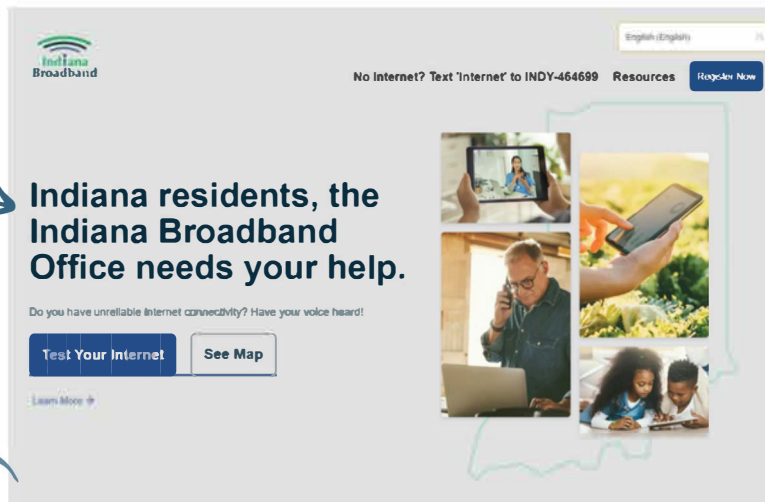 English (English)
Indiana
Broadband
No Internet? Text 'Internet' to INDY-464699 Resources Register Now
Indiana residents, the
Indiana Broadband
Office needs your help.
Do you have unreliable internet connectivity? Have your voice heard!
Test Your Internet See Map
Learn More →